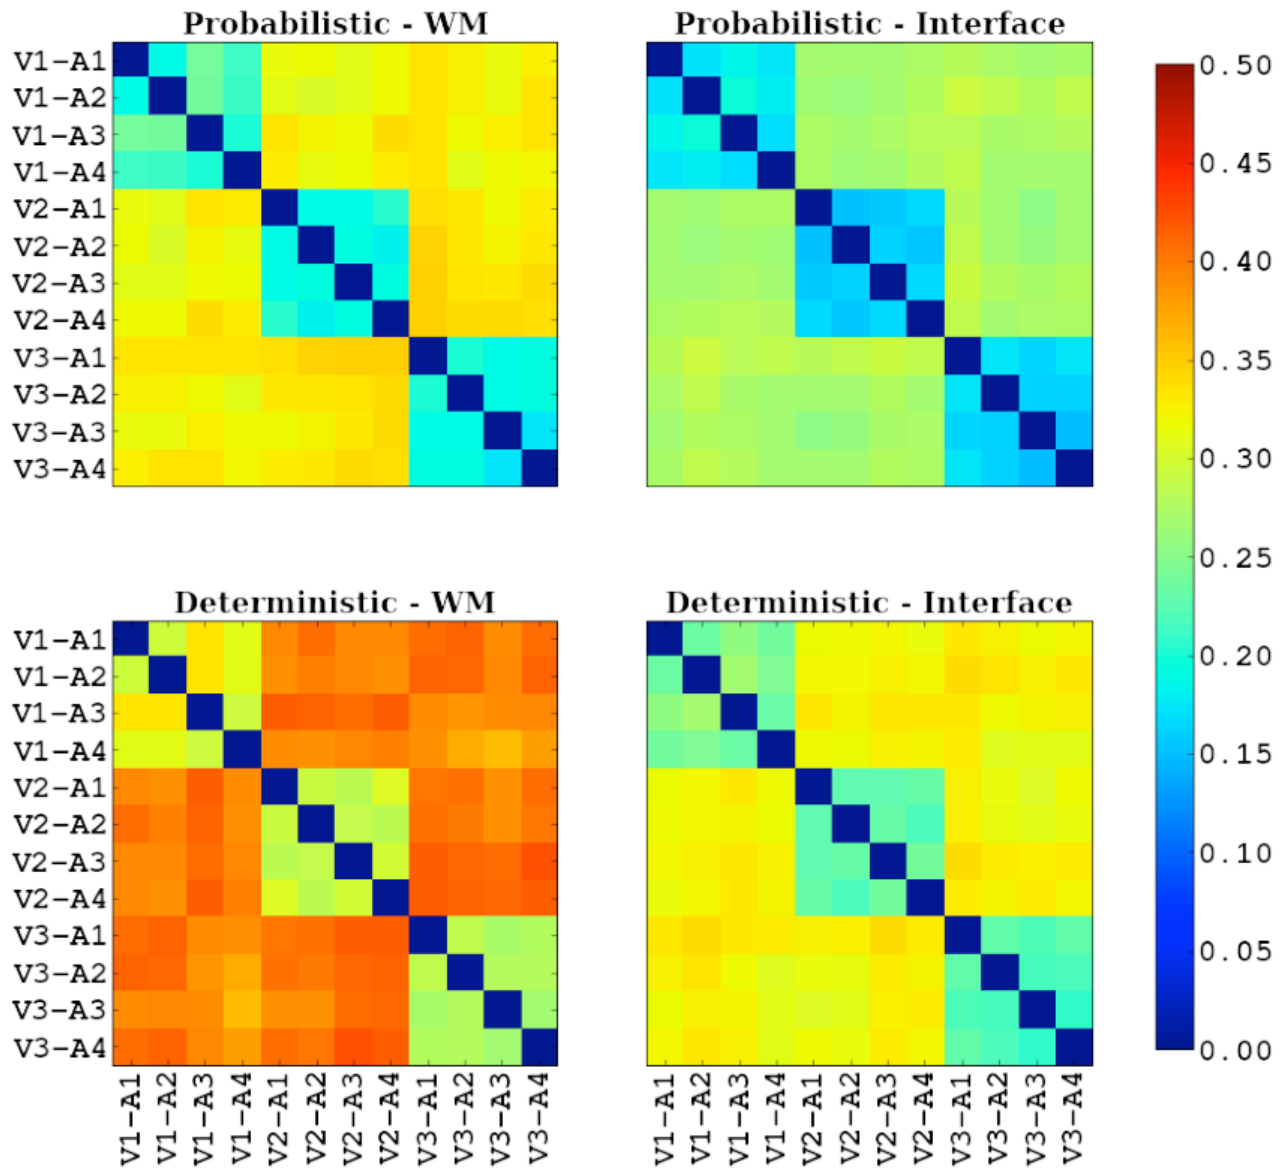 Probabilistic - WM
Probabilistic - Interface
V1-A1
V1-A2
V1-A3
V1-A4
V2-A1
V2-A2
V2-A3
V2-A4
V3-A1
V3-A2
V3-A3
V3-A4
0.50
0.45
0.40
0.35
0.30
0.25
0.20
0.15
0.10
0.05
0.00
Deterministic - WM
Deterministic - Interface
V1-A1
V1-A2
V1-A3
V1-A4
V2-A1
V2-A2
V2-A3
V2-A4
V3-A1
V3-A2
V3-A3
V3-A4
V1-A1
V1-A2
V1-A3
V1-A4
V2-A1
V2-A2
V2-A3
V2-A4
V3-A1
V3-A2
V3-A3
V3-A4
V1-A1
V1-A2
V1-A3
V1-A4
V2-A1
V2-A2
V2-A3
V2-A4
V3-A1
V3-A2
V3-A3
V3-A4